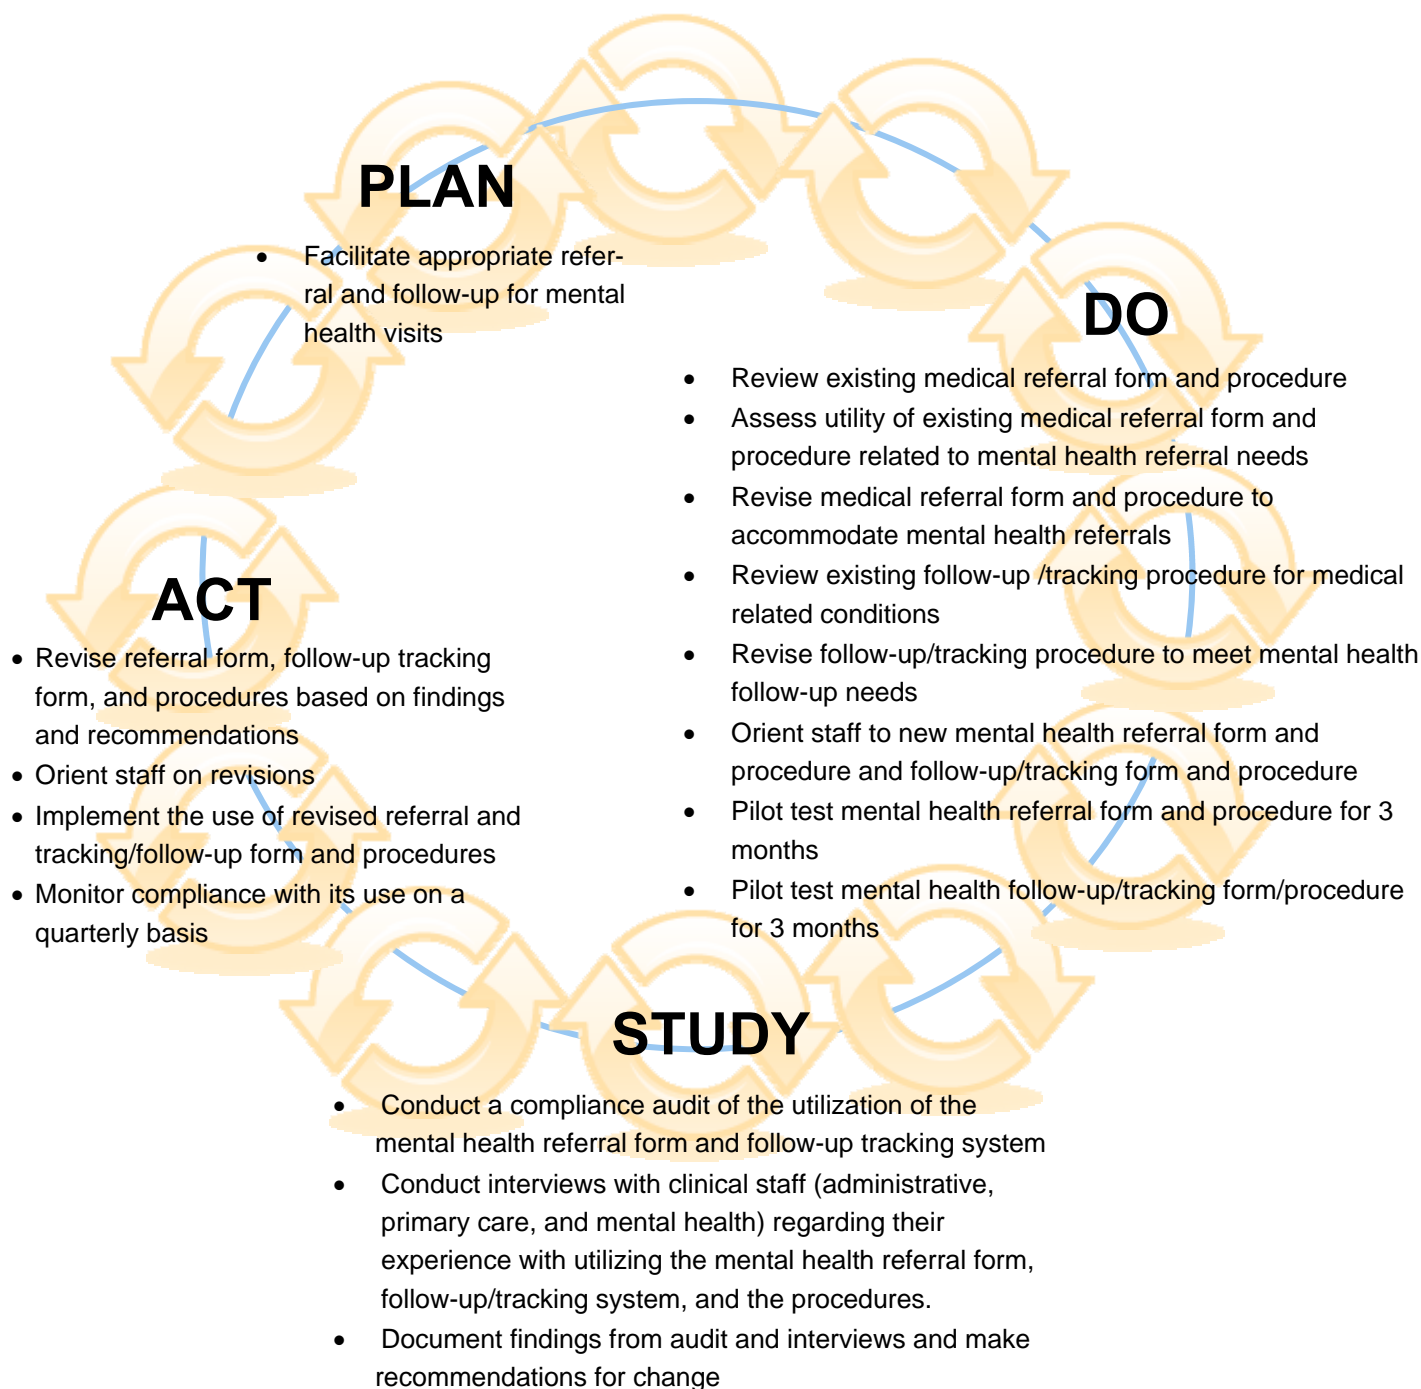 PLAN
• Facilitate appropriate refer-
ral and follow-up for mental
health visits
DO
• Review existing medical referral form and procedure
• Assess utility of existing medical referral form and
procedure related to mental health referral needs
• Revise medical referral form and procedure to
accommodate mental health referrals
• Review existing follow-up /tracking procedure for medical
related conditions
• Revise follow-up/tracking procedure to meet mental health
follow-up needs
• Orient staff to new mental health referral form and
procedure and follow-up/tracking form and procedure
• Pilot test mental health referral form and procedure for 3
months
• Pilot test mental health follow-up/tracking form/procedure
for 3 months
STUDY
• Conduct a compliance audit of the utilization of the
mental health referral form and follow-up tracking system
• Conduct interviews with clinical staff (administrative,
primary care, and mental health) regarding their
experience with utilizing the mental health referral form,
follow-up/tracking system, and the procedures.
• Document findings from audit and interviews and make
recommendations for change
ACT
• Revise referral form, follow-up tracking
form, and procedures based on findings
and recommendations
• Orient staff on revisions
• Implement the use of revised referral and
tracking/follow-up form and procedures
• Monitor compliance with its use on a
quarterly basis